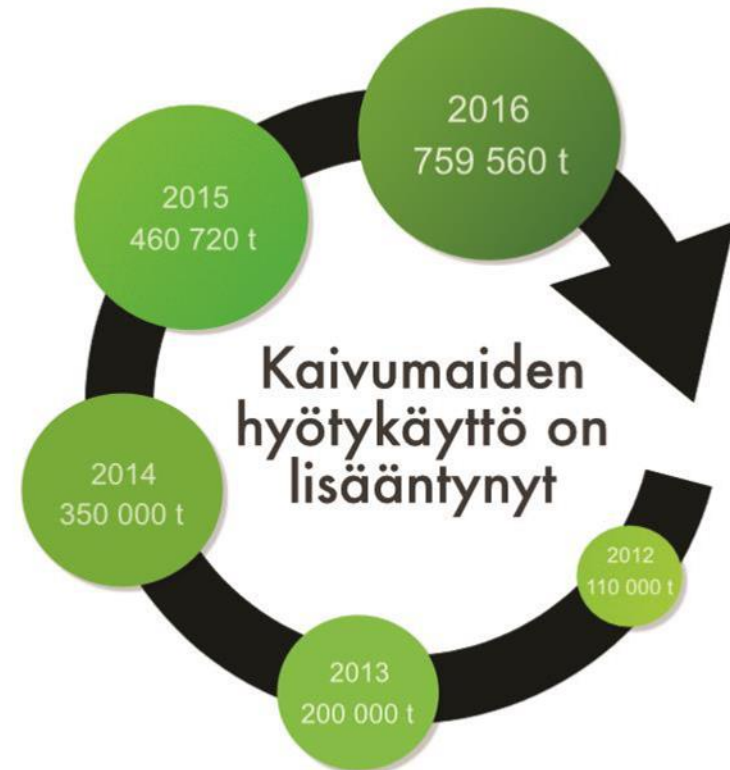 2016
759 560 t
2015
460 720 t
Kaivumaiden
hyötykäyttö on
lisääntynyt
2014
350 000 t
2012
110 000 t
2013
200 000 t